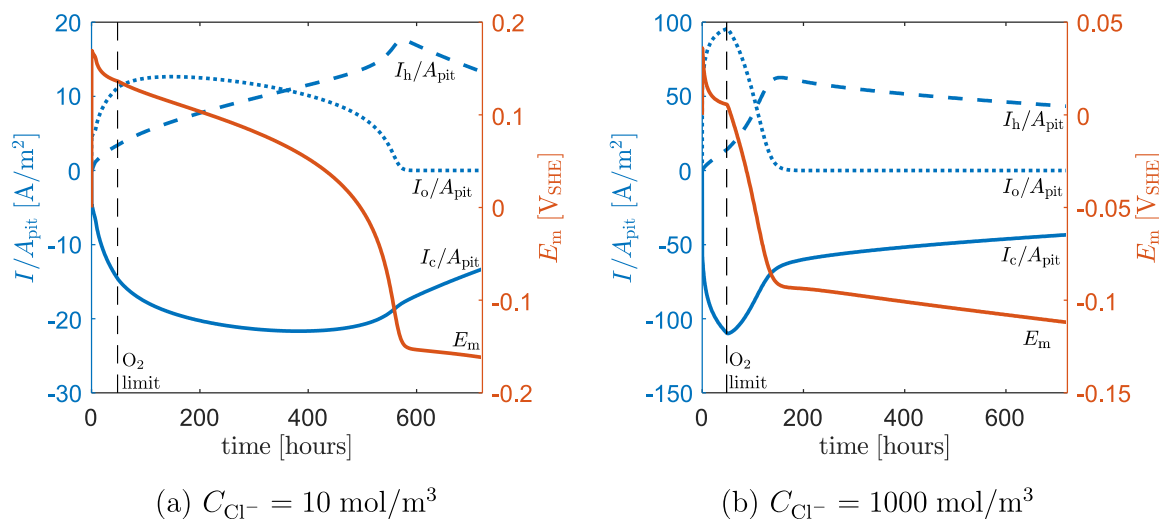 20
10
0
-10
-20
-30
I/A_pit [A/m²]
0.2
0.1
0
-0.1
-0.2
E_m [V_SHE]
I_h/A_pit
I_o/A_pit
I_c/A_pit
E_m
O₂
limit
0 200 400 600
time [hours]
(a) C_Cl⁻ = 10 mol/m³
100
50
0
-50
-100
-150
I/A_pit [A/m²]
0.05
0
-0.05
-0.1
-0.15
E_m [V_SHE]
I_h/A_pit
I_o/A_pit
I_c/A_pit
E_m
O₂
limit
0 200 400 600
time [hours]
(b) C_Cl⁻ = 1000 mol/m³